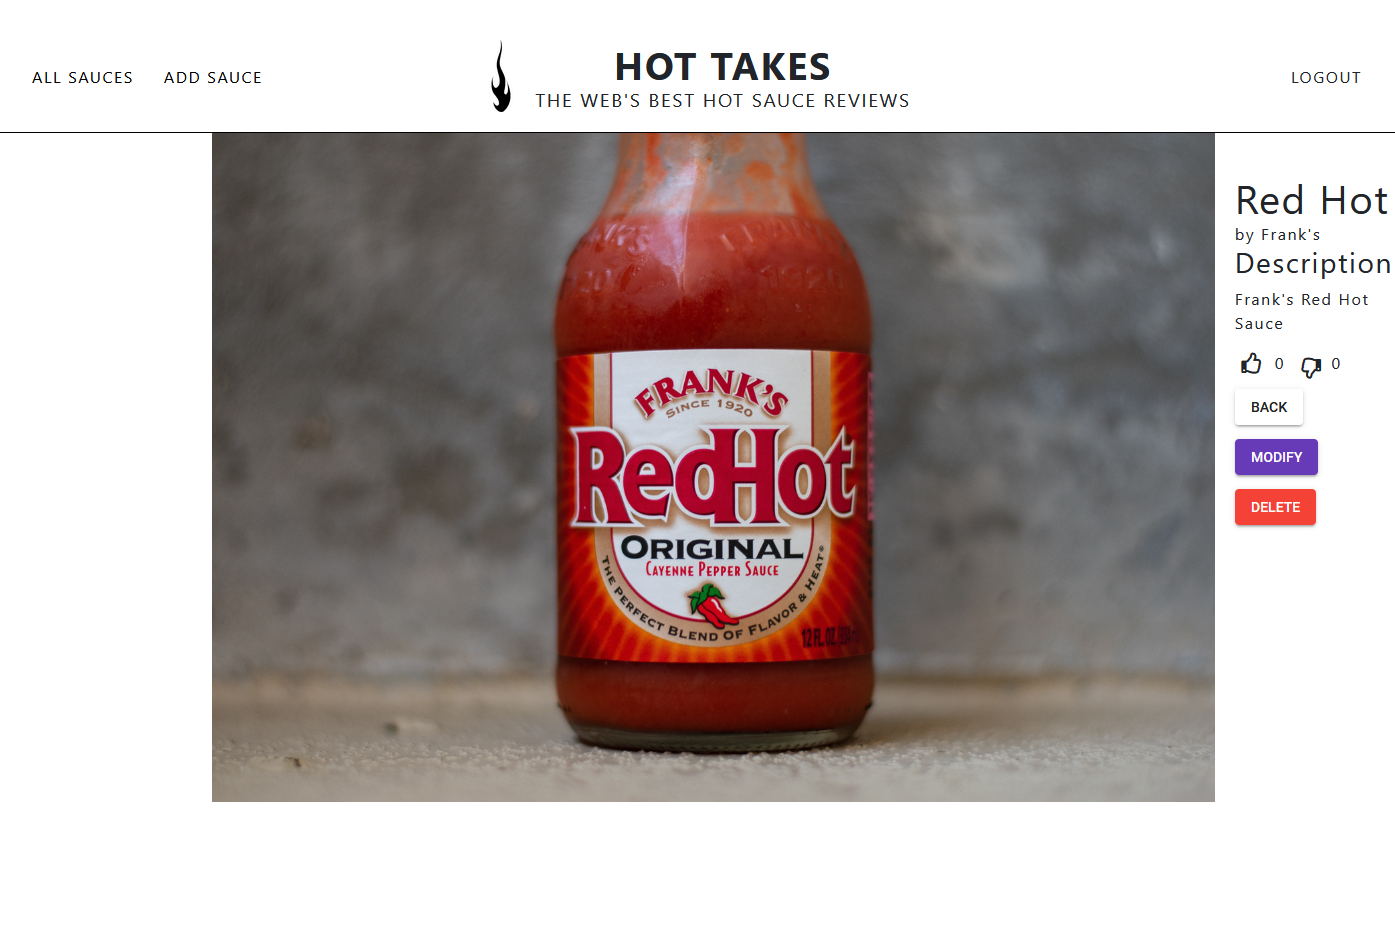 ALL SAUCES
ADD SAUCE
HOT TAKES
THE WEB'S BEST HOT SAUCE REVIEWS
LOGOUT
FRANK'S
SINCE 1920
RedHot
ORIGINAL
CAYENNE PEPPER SAUCE
THE PERFECT BLEND OF FLAVOR & HEAT®
12 FL. OZ.
Red Hot
by Frank's
Description
Frank's Red Hot
Sauce
0
0
BACK
MODIFY
DELETE